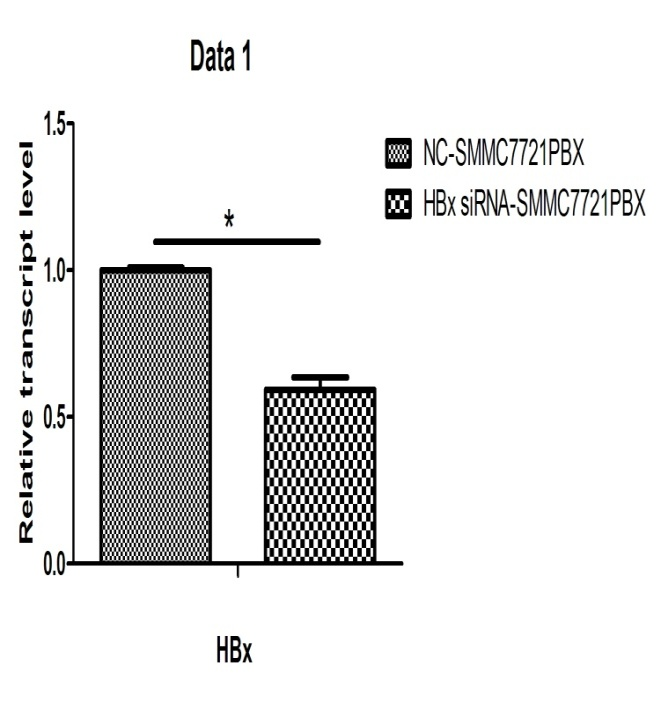 Data 1
Relative transcript level
1.5
1.0
0.5
0.0
*
NC-SMMC7721PBX
HBx siRNA-SMMC7721PBX
HBx